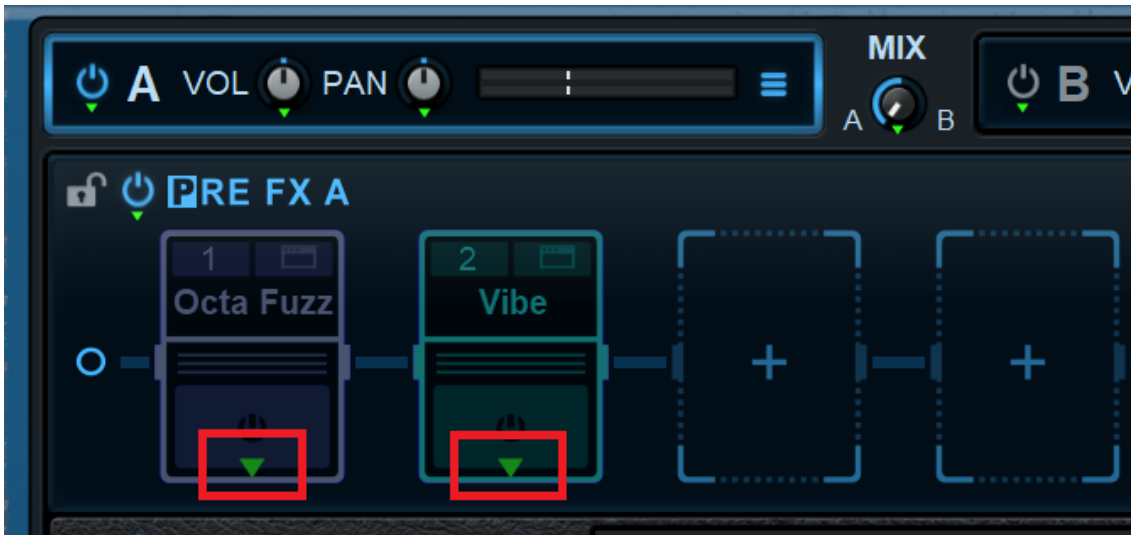 A VOL PAN
MIX
A B
B V
PRE FX A
1
Octa Fuzz
2
Vibe
+
+